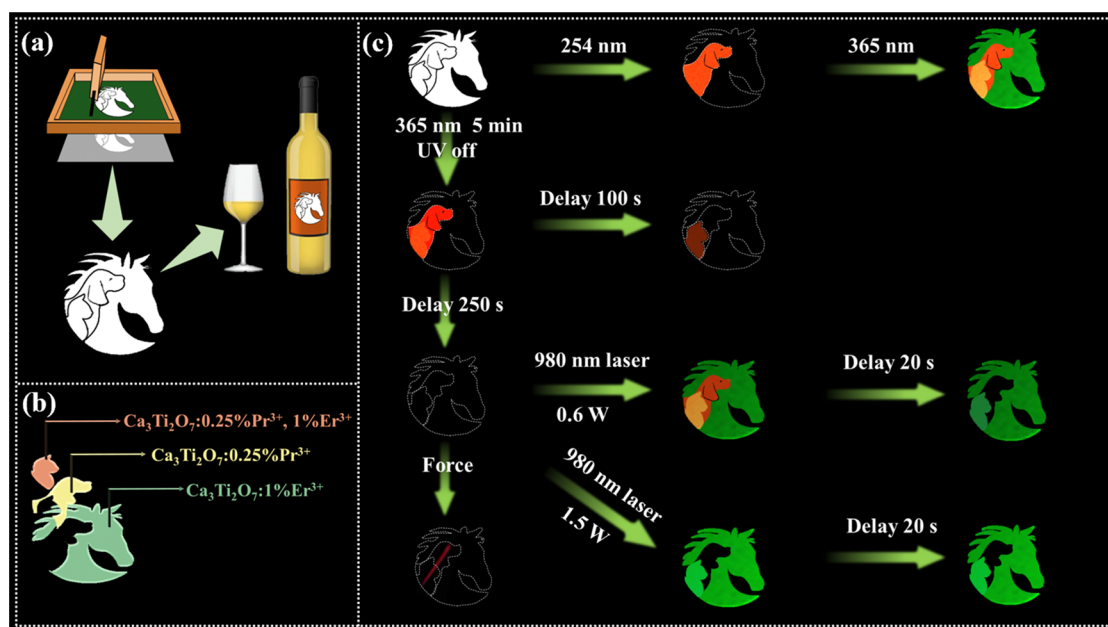 (a)
(b)
Ca₃Ti₂O₇:0.25%Pr³⁺, 1%Er³⁺
Ca₃Ti₂O₇:0.25%Pr³⁺
Ca₃Ti₂O₇:1%Er³⁺
(c)
254 nm
365 nm
365 nm 5 min
UV off
Delay 100 s
Delay 250 s
980 nm laser
0.6 W
Delay 20 s
Force
980 nm laser
1.5 W
Delay 20 s